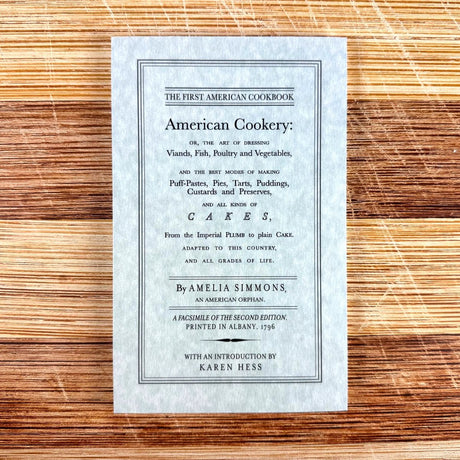 THE FIRST AMERICAN COOKBOOK
American Cookery:
OR, THE ART OF DRESSING
Viands, Fish, Poultry and Vegetables,
AND THE BEST MODES OF MAKING
Puff-Pastes, Pies, Tarts, Puddings,
Custards and Preserves,
AND ALL KINDS OF
CAKES,
From the Imperial PLUMB to plain CAKE.
ADAPTED TO THIS COUNTRY,
AND ALL GRADES OF LIFE.
By AMELIA SIMMONS,
AN AMERICAN ORPHAN.
A FACSIMILE OF THE SECOND EDITION,
PRINTED IN ALBANY, 1796
WITH AN INTRODUCTION BY
KAREN HESS